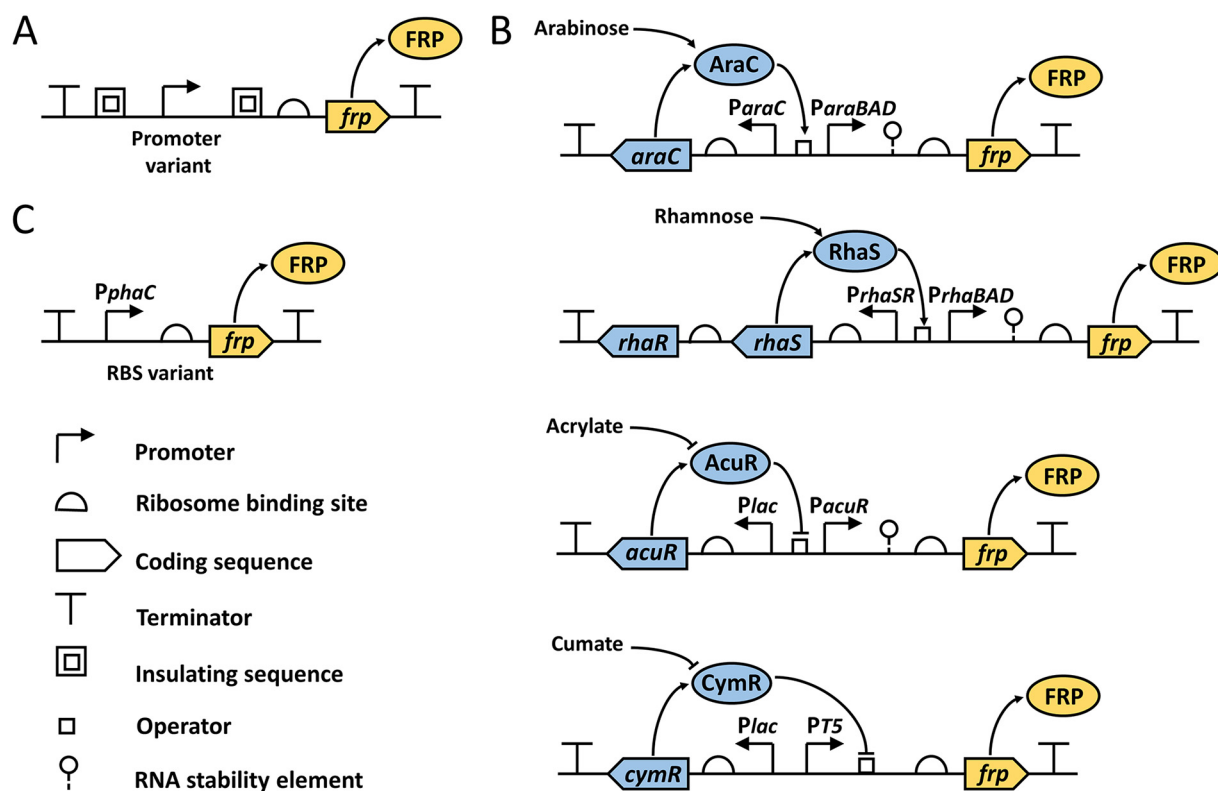 A
FRP
frp
Promoter
variant
B
Arabinose
AraC
FRP
ParaC
ParaBAD
araC
frp
C
FRP
PphaC
frp
RBS variant
Rhamnose
RhaS
FRP
PrhaSR
PrhaBAD
rhaR
rhaS
frp
Acrylate
AcuR
FRP
Plac
PacuR
acuR
frp
Cumate
CymR
FRP
Plac
PT5
cymR
frp
Promoter
Ribosome binding site
Coding sequence
Terminator
Insulating sequence
Operator
RNA stability element